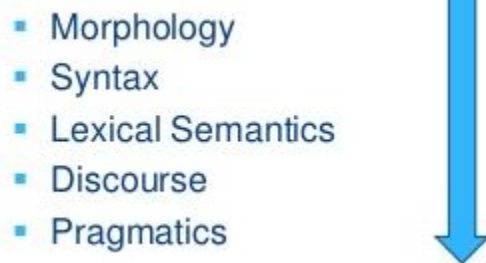 Morphology
Syntax
Lexical Semantics
Discourse
Pragmatics